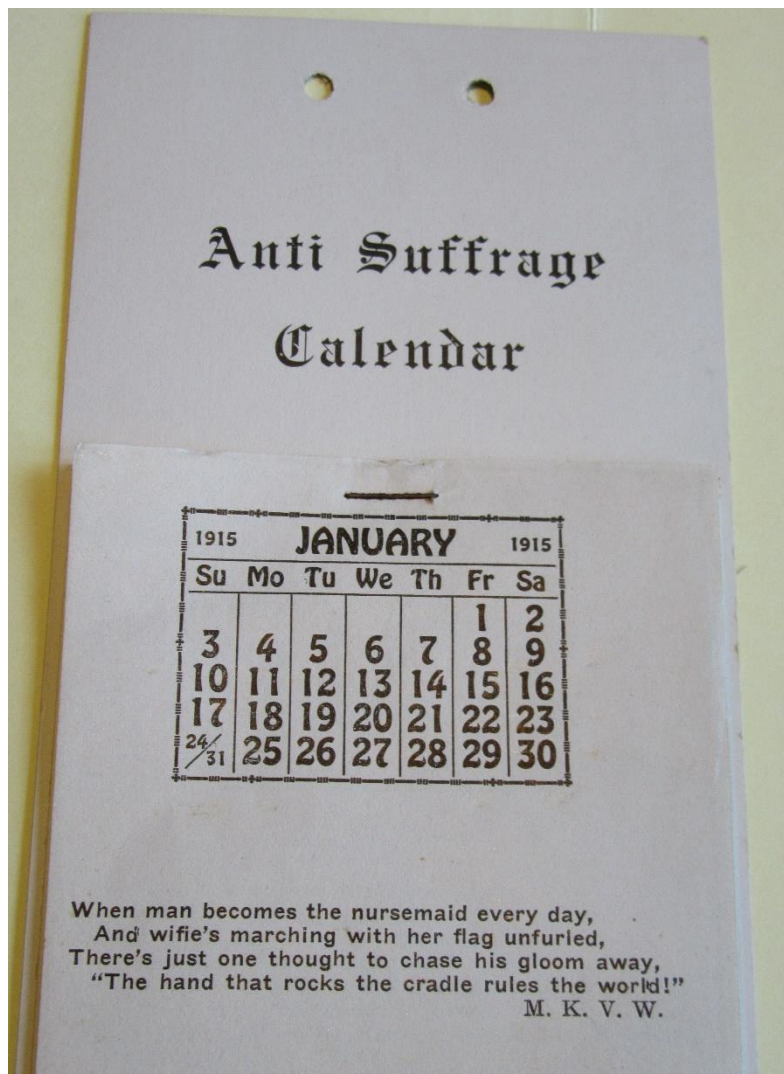 Anti Suffrage
Calendar
1915 JANUARY 1915
Su Mo Tu We Th Fr Sa
1 2
3 4 5 6 7 8 9
10 11 12 13 14 15 16
17 18 19 20 21 22 23
24/31 25 26 27 28 29 30
When man becomes the nursemaid every day,
And wifie's marching with her flag unfurled,
There's just one thought to chase his gloom away,
"The hand that rocks the cradle rules the world!"
M. K. V. W.